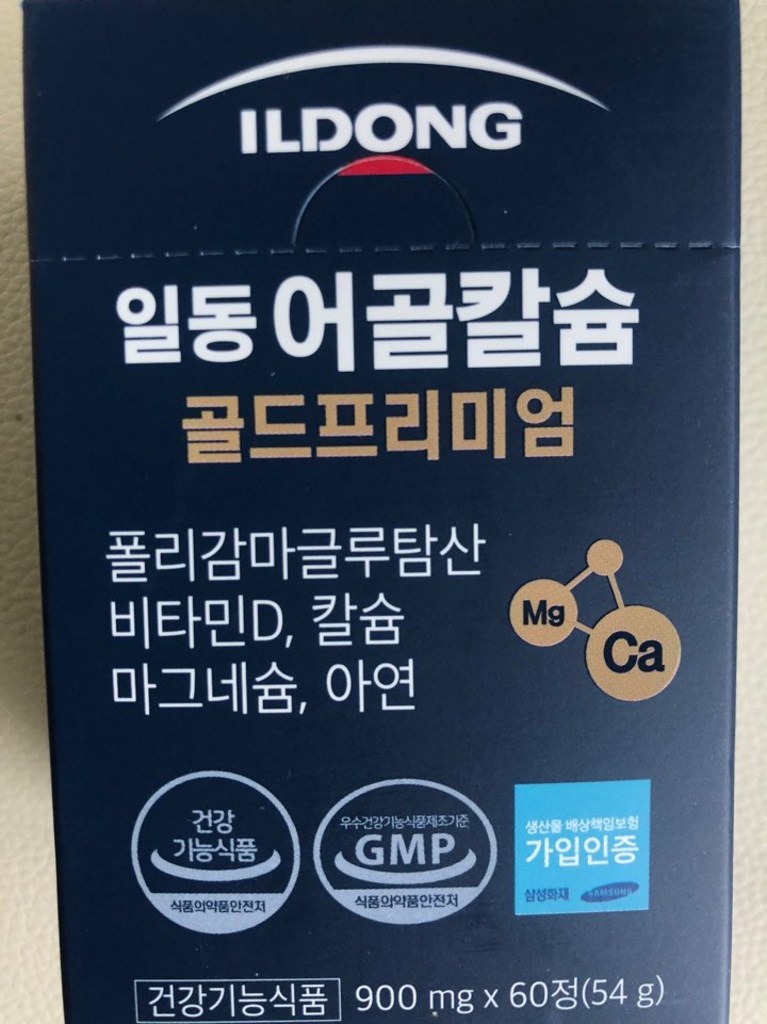 ILDONG
일동 어골칼슘
골드프리미엄
폴리감마글루탐산
비타민D, 칼슘
마그네슘, 아연
Mg
Ca
건강
기능식품
식품의약품안전처
우수건강기능식품제조기준
GMP
식품의약품안전처
생산물 배상책임보험
가입인증
삼성화재 SAMSUNG
건강기능식품 900 mg x 60정(54 g)